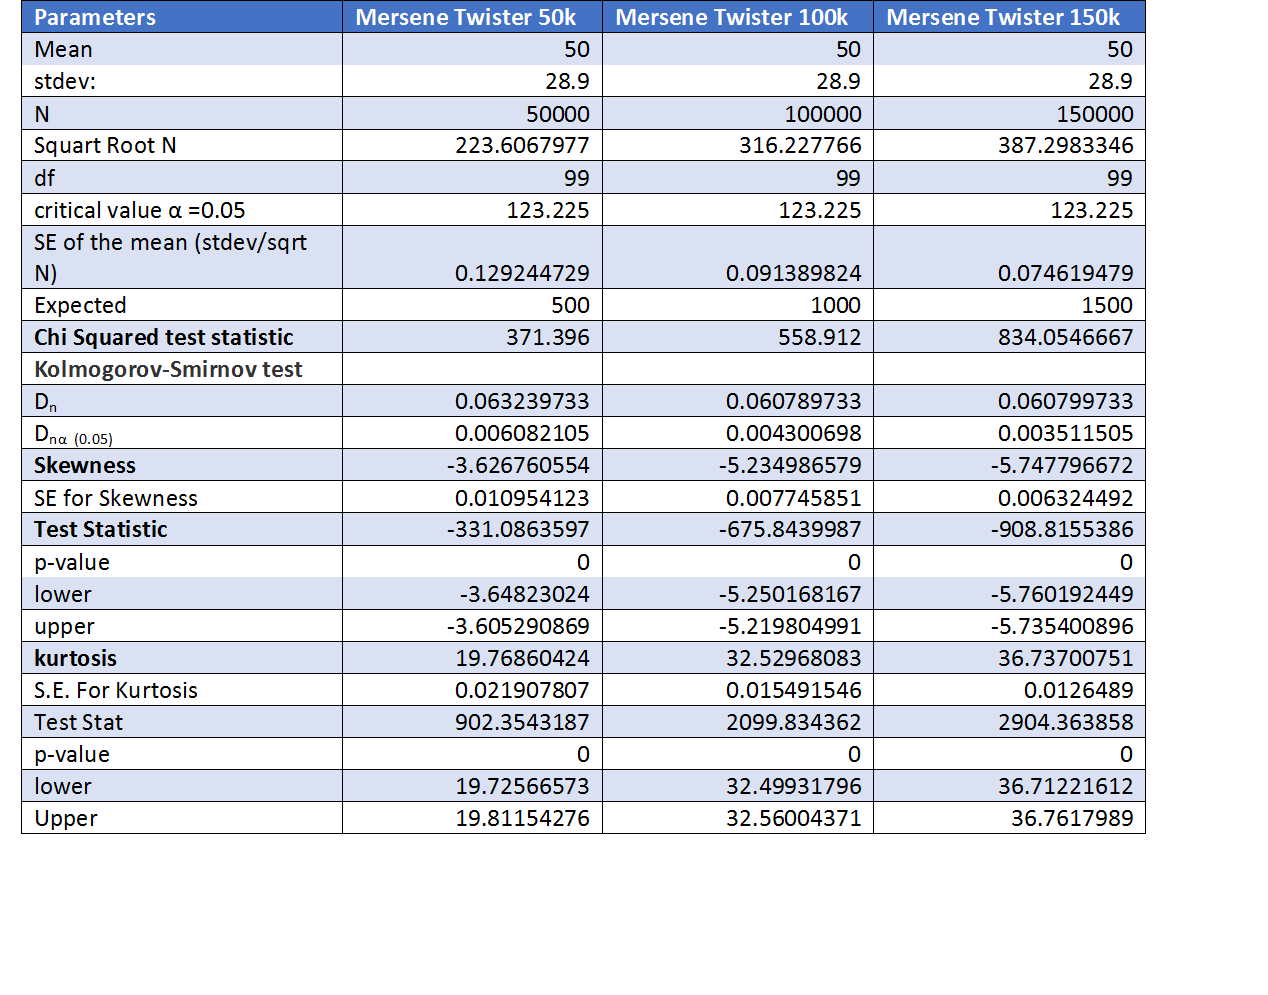 Parameters Mersene Twister 50k Mersene Twister 100k Mersene Twister 150k
Mean 50 50 50
stdev: 28.9 28.9 28.9
N 50000 100000 150000
Squart Root N 223.6067977 316.227766 387.2983346
df 99 99 99
critical value α =0.05 123.225 123.225 123.225
SE of the mean (stdev/sqrt
N) 0.129244729 0.091389824 0.074619479
Expected 500 1000 1500
Chi Squared test statistic 371.396 558.912 834.0546667
Kolmogorov-Smirnov test
Dn 0.063239733 0.060789733 0.060799733
Dnα (0.05) 0.006082105 0.004300698 0.003511505
Skewness -3.626760554 -5.234986579 -5.747796672
SE for Skewness 0.010954123 0.007745851 0.006324492
Test Statistic -331.0863597 -675.8439987 -908.8155386
p-value 0 0 0
lower -3.64823024 -5.250168167 -5.760192449
upper -3.605290869 -5.219804991 -5.735400896
kurtosis 19.76860424 32.52968083 36.73700751
S.E. For Kurtosis 0.021907807 0.015491546 0.0126489
Test Stat 902.3543187 2099.834362 2904.363858
p-value 0 0 0
lower 19.72566573 32.49931796 36.71221612
Upper 19.81154276 32.56004371 36.7617989